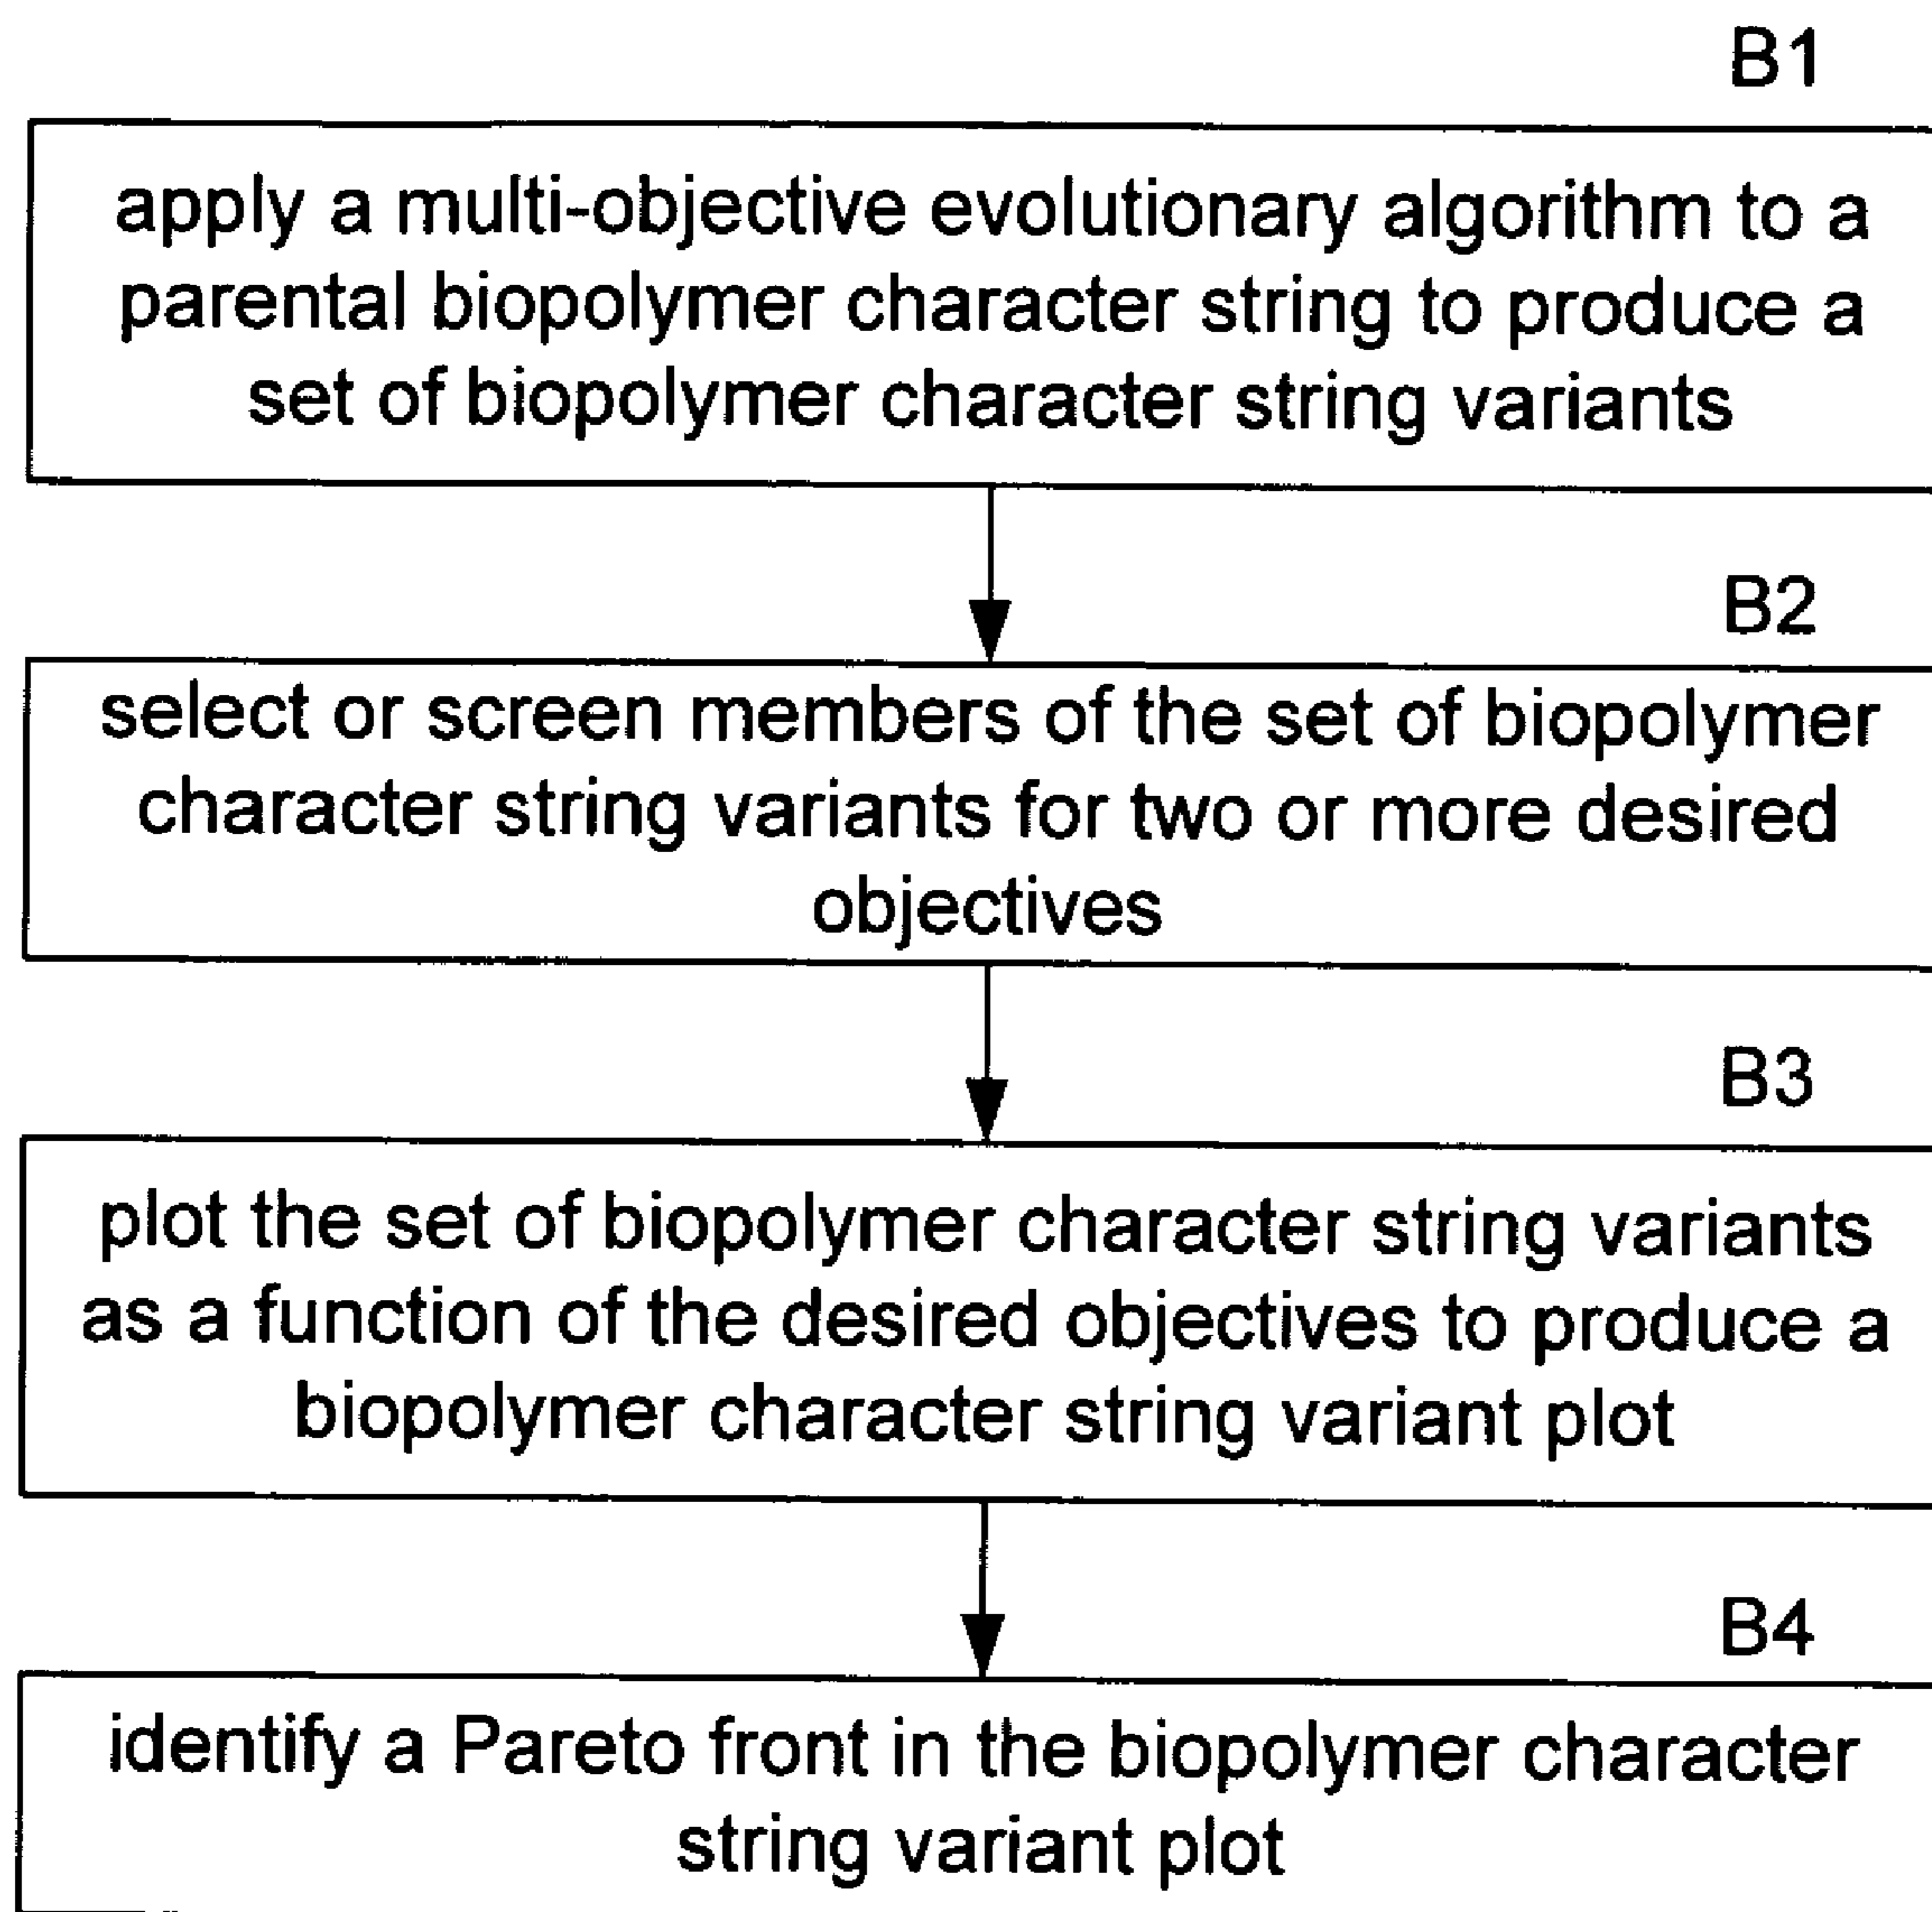 B1
apply a multi-objective evolutionary algorithm to a
parental biopolymer character string to produce a
set of biopolymer character string variants
B2
select or screen members of the set of biopolymer
character string variants for two or more desired
objectives
B3
plot the set of biopolymer character string variants
as a function of the desired objectives to produce a
biopolymer character string variant plot
B4
identify a Pareto front in the biopolymer character
string variant plot